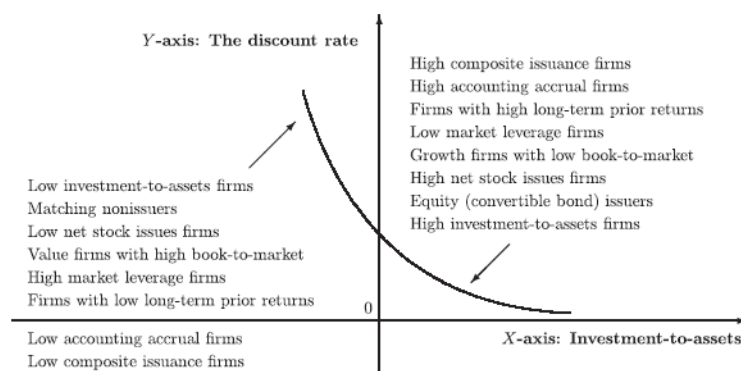 Y-axis: The discount rate
High composite issuance firms
High accounting accrual firms
Firms with high long-term prior returns
Low market leverage firms
Growth firms with low book-to-market
High net stock issues firms
Equity (convertible bond) issuers
High investment-to-assets firms
Low investment-to-assets firms
Matching nonissuers
Low net stock issues firms
Value firms with high book-to-market
High market leverage firms
Firms with low long-term prior returns
0
Low accounting accrual firms
Low composite issuance firms
X-axis: Investment-to-assets